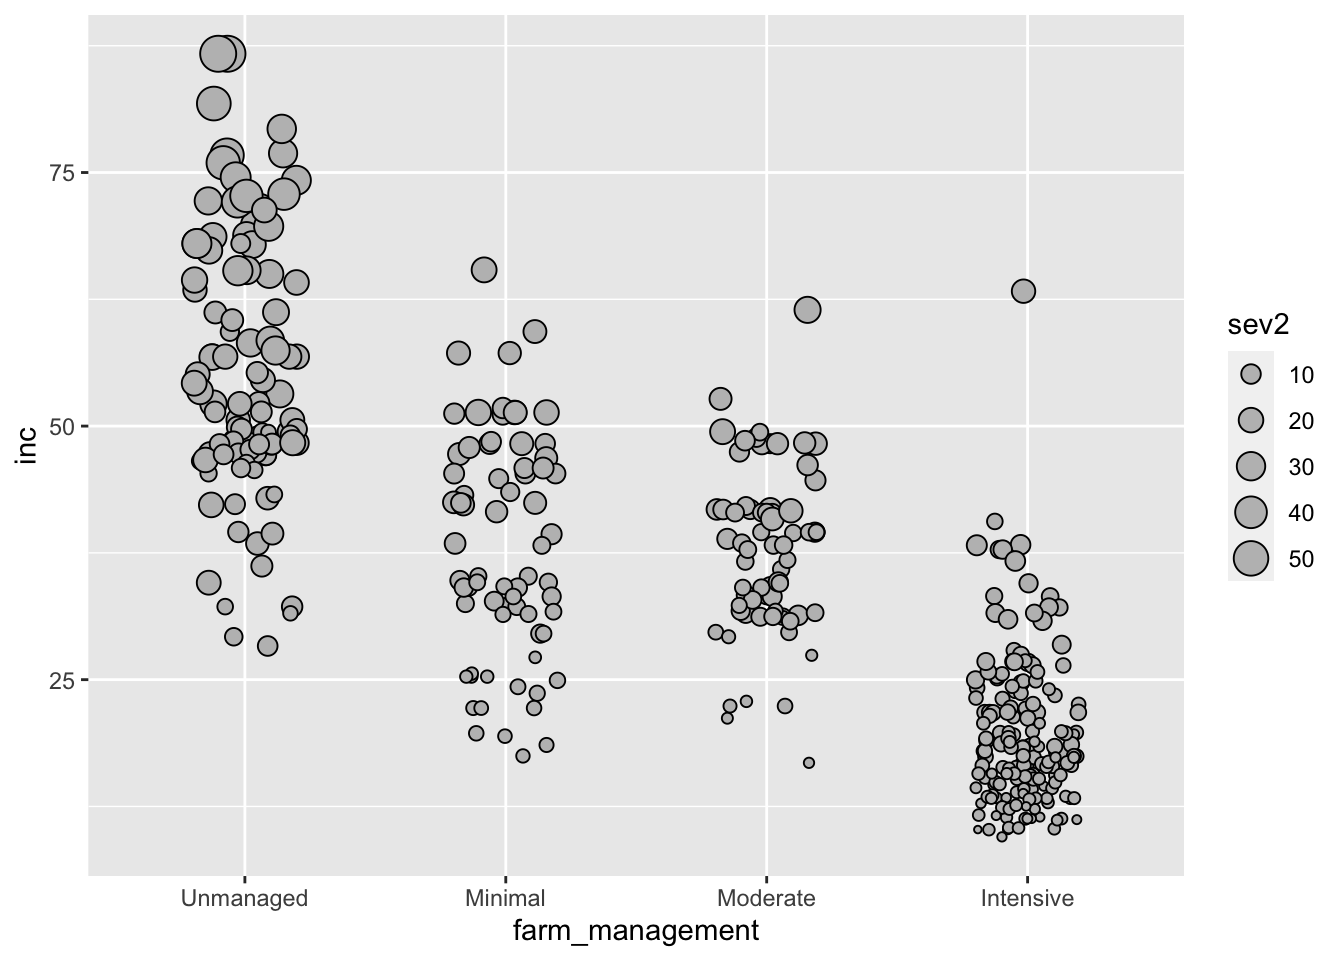 75
50
25
inc
Unmanaged
Minimal
Moderate
Intensive
farm_management
sev2
10
20
30
40
50